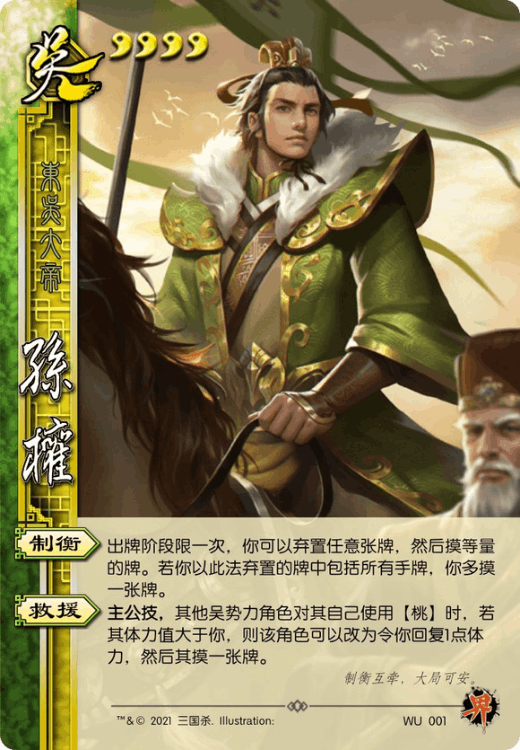 吴
東吳大帝
孫權
制衡
出牌阶段限一次，你可以弃置任意张牌，然后摸等量
的牌。若你以此法弃置的牌中包括所有手牌，你多摸
一张牌。
救援
主公技，其他吴势力角色对其自己使用【桃】时，若
其体力值大于你，则该角色可以改为令你回复1点体
力，然后其摸一张牌。
制衡互牵，大局可安。
™&© 2021 三国杀. Illustration:
WU 001
界